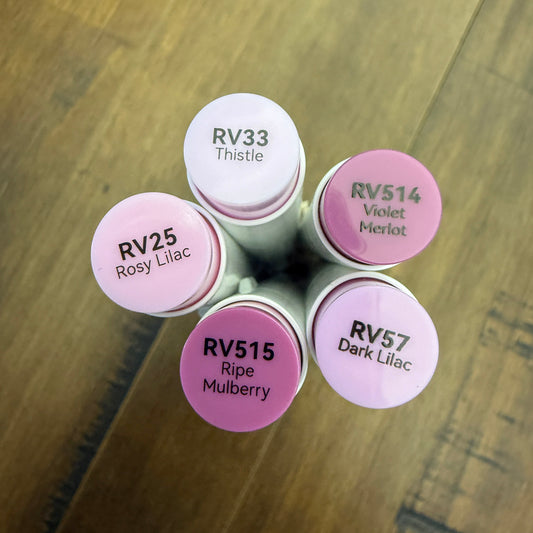 RV33
Thistle
RV514
Violet
Merlot
RV25
Rosy Lilac
RV57
Dark Lilac
RV515
Ripe
Mulberry